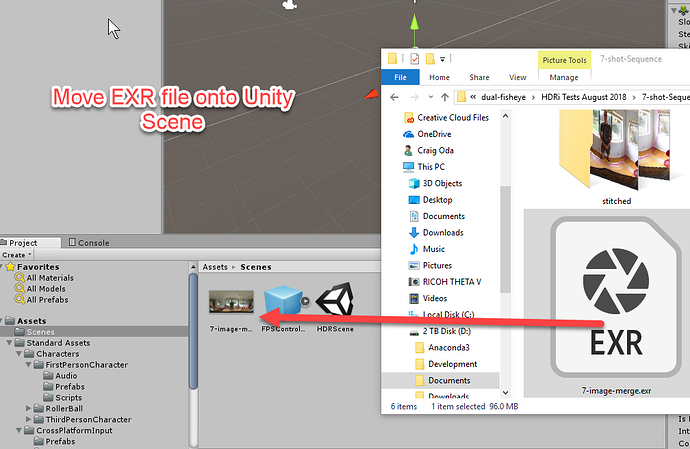 Move EXR file onto Unity
Scene
Picture Tools
7-shot-Sequence
File
Home
Share
View
Manage
« dual-fisheye > HDRi Tests August 2018 > 7-shot-Seque
Creative Cloud Files
OneDrive
Craig Oda
This PC
3D Objects
Desktop
Documents
Downloads
Music
Pictures
RICOH THETA V
Videos
Local Disk (C:)
2 TB Disk (D:)
Anaconda3
Development
Documents
Downloads
stitched
EXR
7-image-merge.exr
6 items
1 item selected
96.0 MB
Project
Console
Create
Favorites
All Materials
All Models
All Prefabs
Assets
Scenes
Standard Assets
Characters
FirstPersonCharacter
Audio
Prefabs
Scripts
RollerBall
ThirdPersonCharacter
CrossPlatformInput
Prefabs
Assets ▸ Scenes
7-image-m...
FPSControl...
HDRScene
Slo
Ste
Is
Int
Co